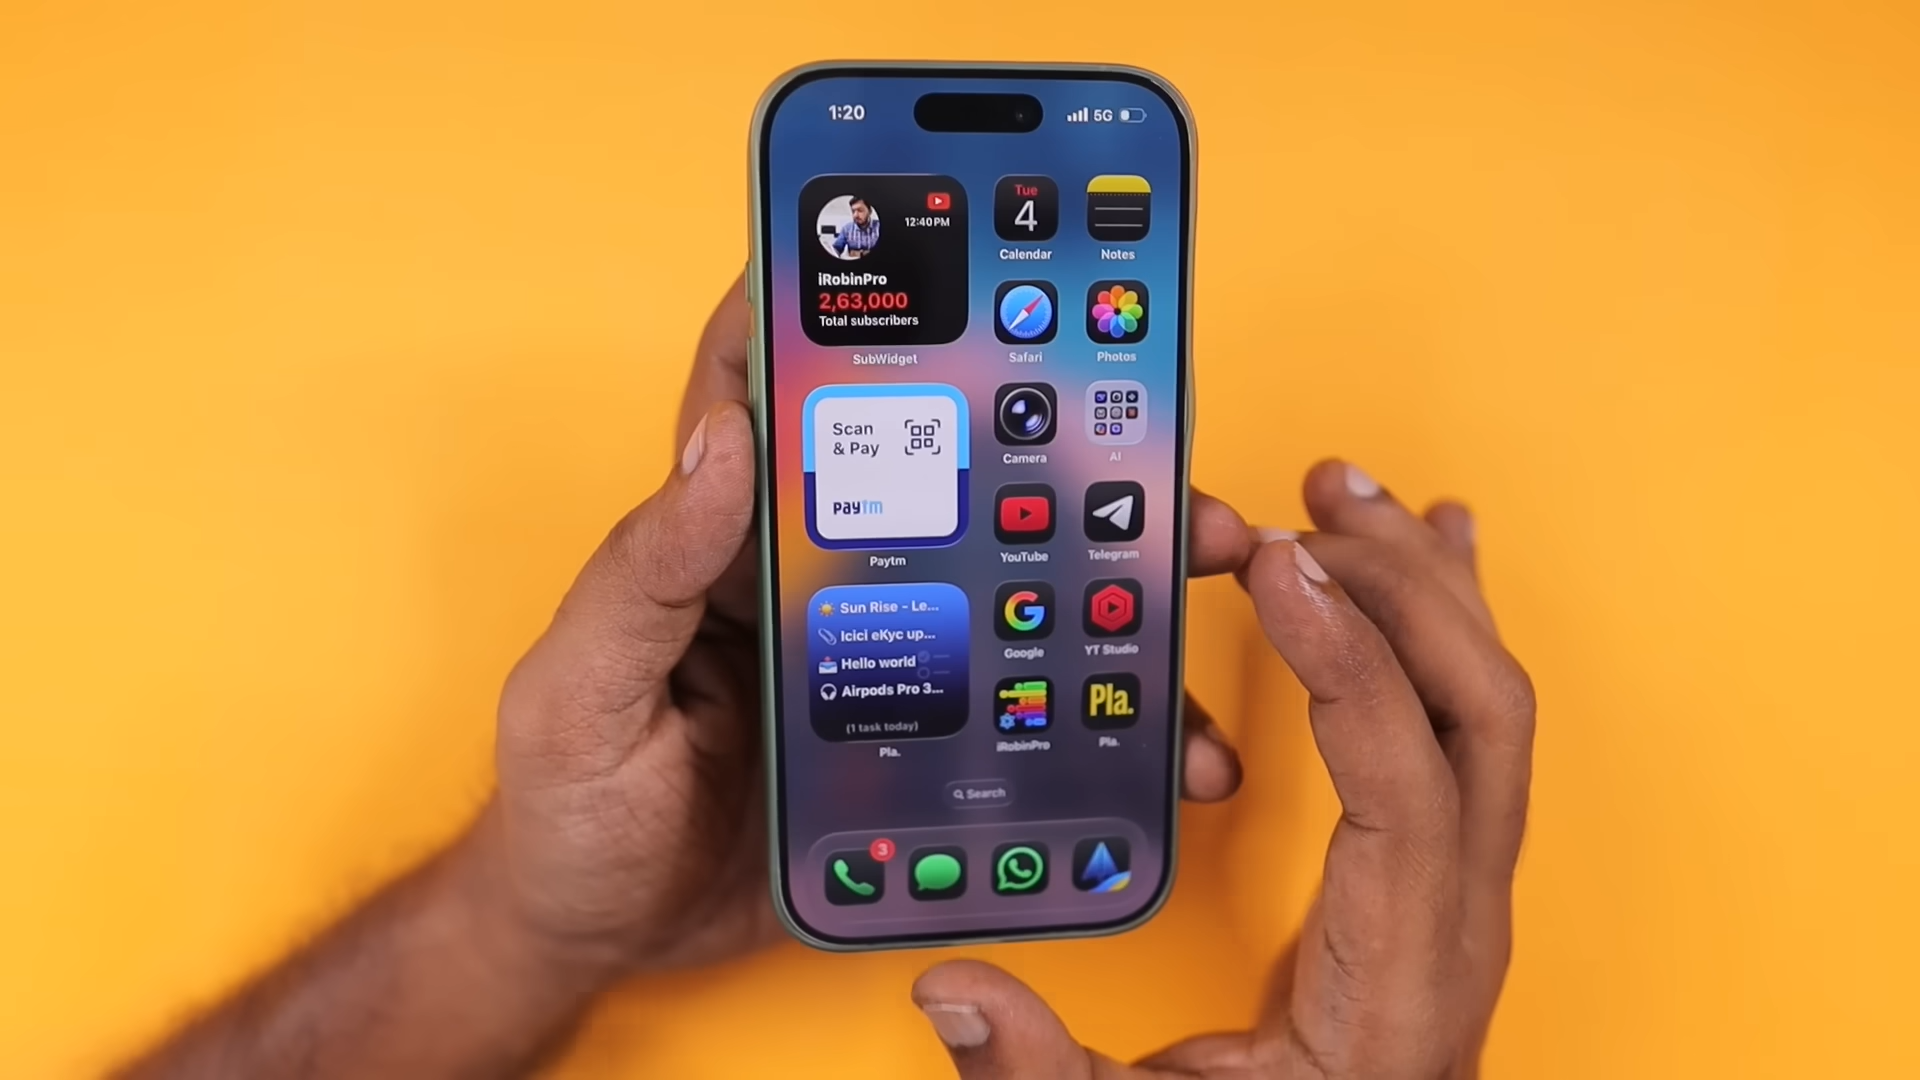 1:20
5G
12:40PM
iRobinPro
2,63,000
Total subscribers
SubWidget
Tue
4
Calendar
Notes
Safari
Photos
Scan
& Pay
paytm
Paytm
Camera
AI
YouTube
Telegram
Sun Rise - Le...
Icici eKyc up...
Hello world
Airpods Pro 3...
(1 task today)
Pla.
G
Google
YT Studio
iRobinPro
Pla.
Pla.
Search
3